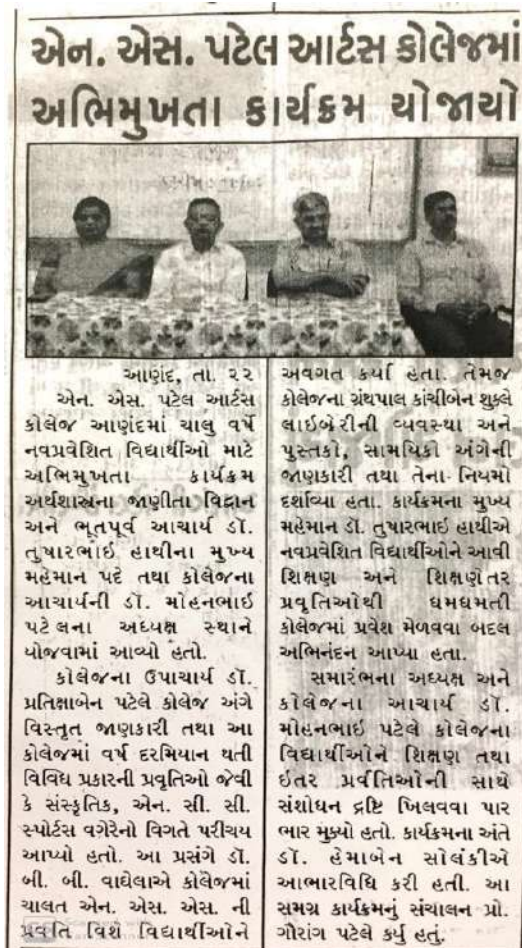 એન. એસ. પટેલ આર્ટસ કોલેજમાં
અભિમુખતા કાર્યક્રમ યોજાયો
આણંદ, તા. ૨૨
એન. એસ. પટેલ આર્ટસ
કોલેજ આણંદમાં ચાલુ વર્ષે
નવપ્રવેશિત વિદ્યાર્થીઓ માટે
અભિમુખતા કાર્યક્રમ
અર્થશાસ્ત્રના જાણીતા વિદ્વાન
અને ભૂતપૂર્વ આચાર્ય ડૉ.
તુષારભાઇ હાથીના મુખ્ય
મહેમાન પદે તથા કોલેજના
આચાર્યની ડૉ. મોહનભાઇ
પટેલના અધ્યક્ષ સ્થાને
યોજવામાં આવ્યો હતો.
કોલેજના ઉપાચાર્ય ડૉ.
પ્રતિક્ષાબેન પટેલે કોલેજ અંગે
વિસ્તૃત જાણકારી તથા આ
કોલેજમાં વર્ષ દરમિયાન થતી
વિવિધ પ્રકારની પ્રવૃતિઓ જેવી
કે સંસ્કૃતિક, એન. સી. સી.
સ્પોર્ટસ વગેરેનો વિગતે પરીચય
આપ્યો હતો. આ પ્રસંગે ડૉ.
બી. બી. વાઘેલાએ કોલેજમાં
ચાલત એન. એસ. એસ. ની
પ્રવૃતિ વિશે વિદ્યાર્થીઓને
અવગત કર્યા હતા. તેમજ
કોલેજના ગ્રંથપાલ કાંચીબેન શુક્લે
લાઇબ્રેરીની વ્યવસ્થા અને
પુસ્તકો, સામયિકો અંગેની
જાણકારી તથા તેના નિયમો
દર્શાવ્યા હતા. કાર્યક્રમના મુખ્ય
મહેમાન ડૉ. તુષારભાઇ હાથીએ
નવપ્રવેશિત વિદ્યાર્થીઓને આવી
શિક્ષણ અને શિક્ષણેતર
પ્રવૃતિઓથી ધમધમતી
કોલેજમાં પ્રવેશ મેળવવા બદલ
અભિનંદન આપ્યા હતા.
સમારંભના અધ્યક્ષ અને
કોલેજના આચાર્ય ડૉ.
મોહનભાઇ પટેલે કોલેજના
વિદ્યાર્થીઓને શિક્ષણ તથા
ઇતર પ્રર્વતિઓની સાથે
સંશોધન દ્રષ્ટિ ખિલવવા પાર
ભાર મુક્યો હતો. કાર્યક્રમના અંતે
ડૉ. હેમાબેન સોલંકીએ
આભારવિધિ કરી હતી. આ
સમગ્ર કાર્યક્રમનું સંચાલન પ્રો.
ગૌરાંગ પટેલે કર્યુ હતું.